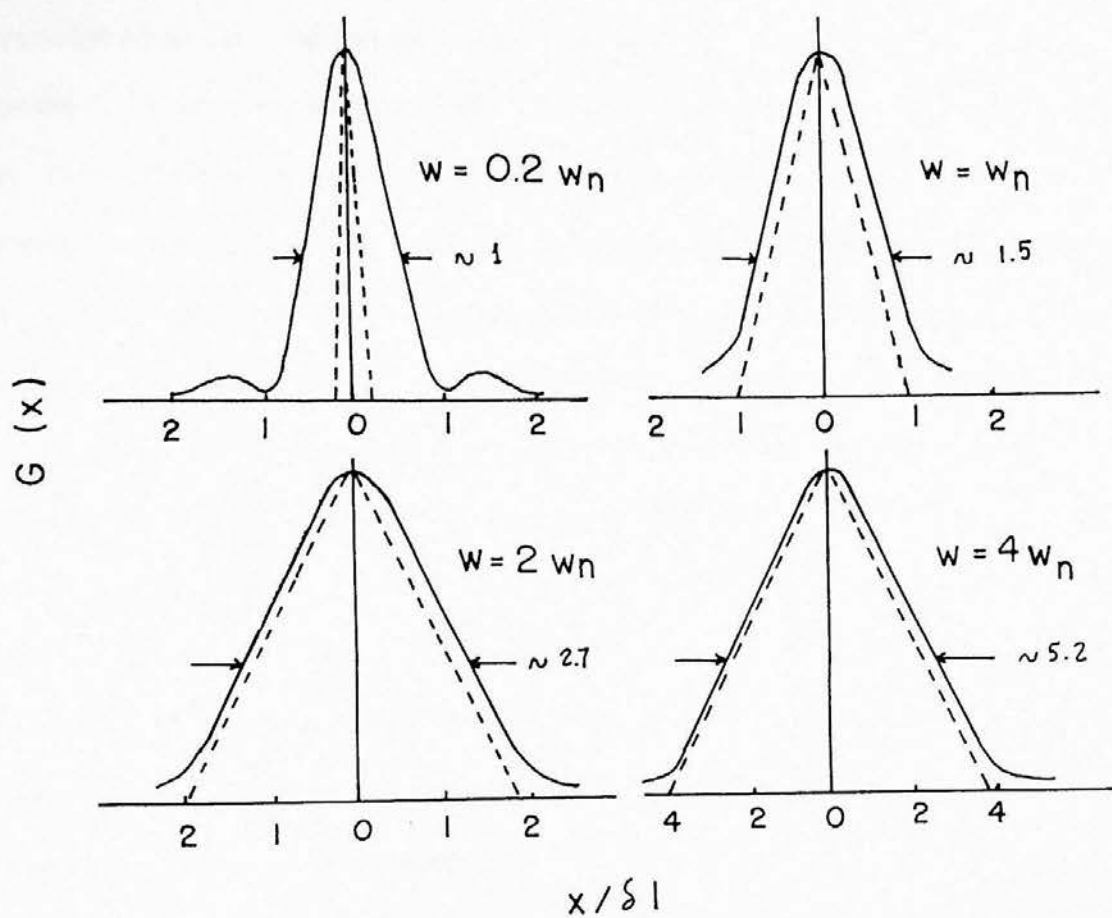 W = 0.2 Wn
~ 1
2 1 0 1 2
W = Wn
~ 1.5
2 1 0 1 2
G (x)
W = 2 Wn
~ 2.7
2 1 0 1 2
W = 4 Wn
~ 5.2
4 2 0 2 4
x / δ l